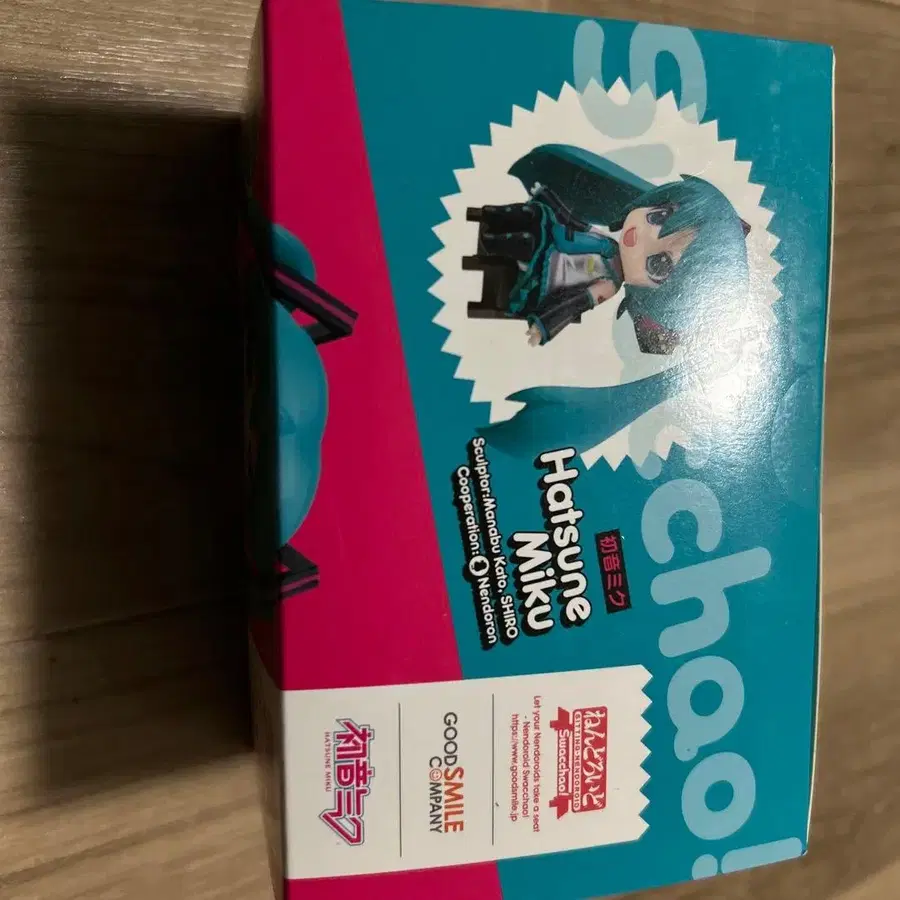 Swacchao!
Hatsune
Miku
初音ミク
Sculptor:Manabu Kato, SHIRO
Cooperation: Nendoron
ねんどろいど
SITTING NENDOROID
Swacchao!
Let your Nendoroids take a seat
- Nendoroid Swacchao!
https://www.goodsmile.jp
GOOD
SMILE
COMPANY
初音ミク
HATSUNE MIKU